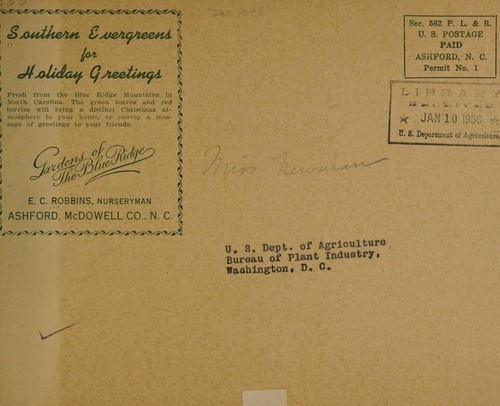 Southern Evergreens
for
Holiday Greetings
Fresh from the Blue Ridge Mountains in
North Carolina. The green leaves and red
berries will bring a distinct Christmas at-
mosphere to your home, or convey a mes-
sage of greetings to your friends.
Gardens of
The Blue Ridge
E. C. ROBBINS, NURSERYMAN
ASHFORD, McDOWELL CO., N. C.
Sec. 562 P. L. & R.
U. S. POSTAGE
PAID
ASHFORD, N. C.
Permit No. 1
LIBRARY
RECEIVED
★ JAN 10 1936 ★
U. S. Department of Agriculture.
Miss Newman
U. S. Dept. of Agriculture
Bureau of Plant Industry,
Washington, D. C.